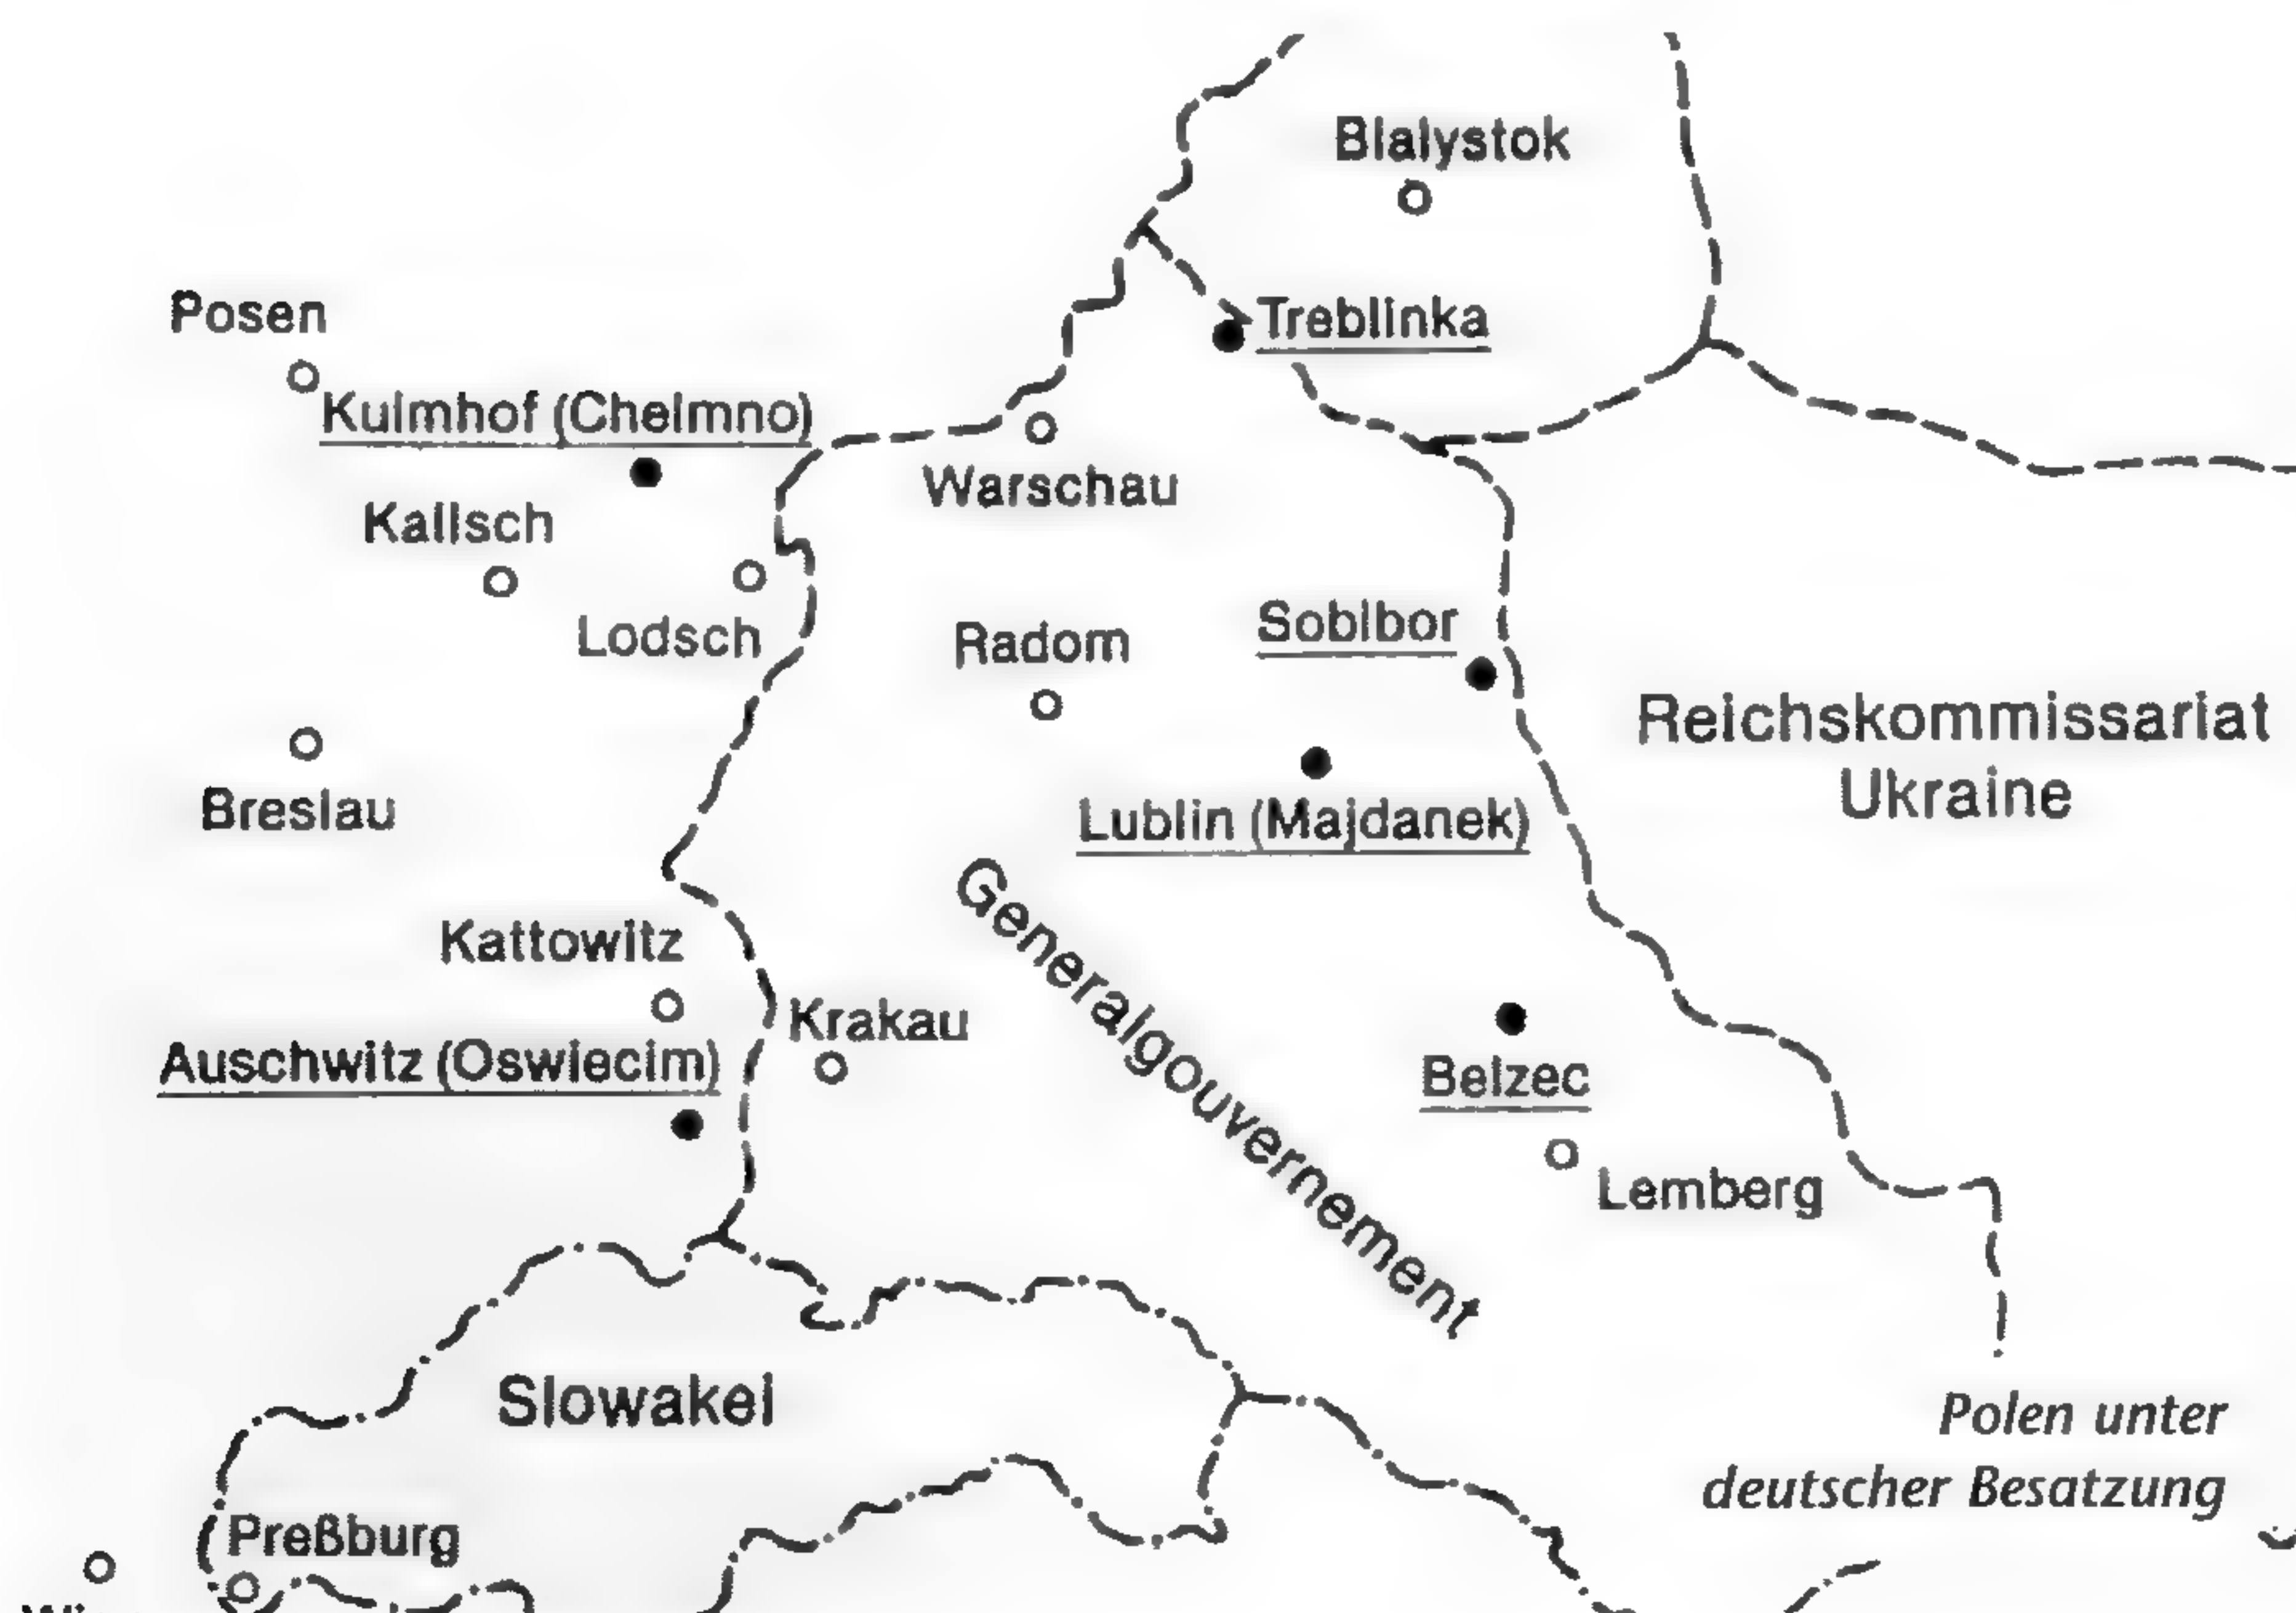 Bialystok
Posen
Treblinka
Kulmhof (Chelmno)
Warschau
Kalisch
Lodsch
Radom
Sobibor
Reichskommissariat
Ukraine
Breslau
Lublin (Majdanek)
Generalgouvernement
Kattowitz
Krakau
Auschwitz (Oswiecim)
Belzec
Lemberg
Slowakei
Polen unter
deutscher Besatzung
Preßburg